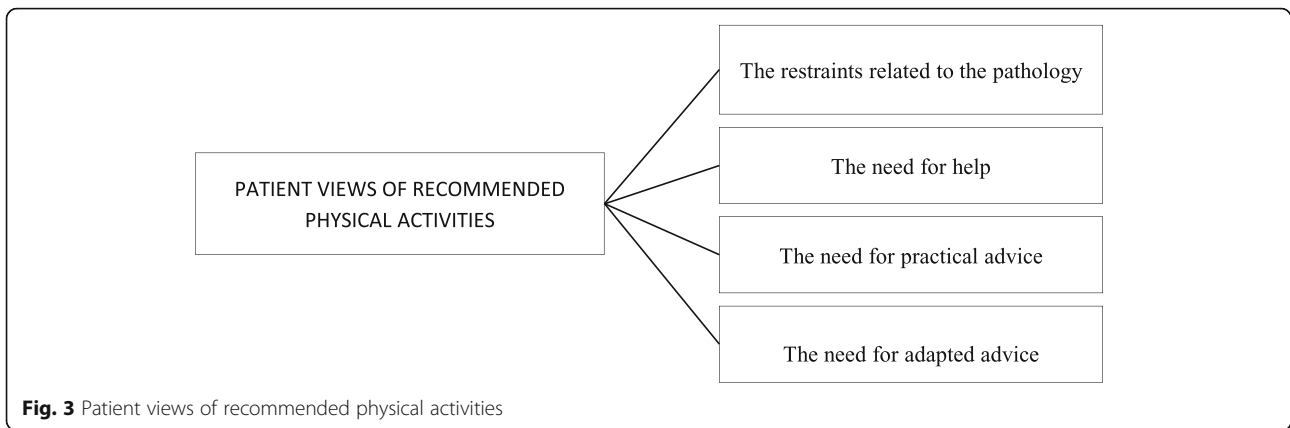 The restraints related to the pathology
The need for help
PATIENT VIEWS OF RECOMMENDED
PHYSICAL ACTIVITIES
The need for practical advice
The need for adapted advice
Fig. 3 Patient views of recommended physical activities